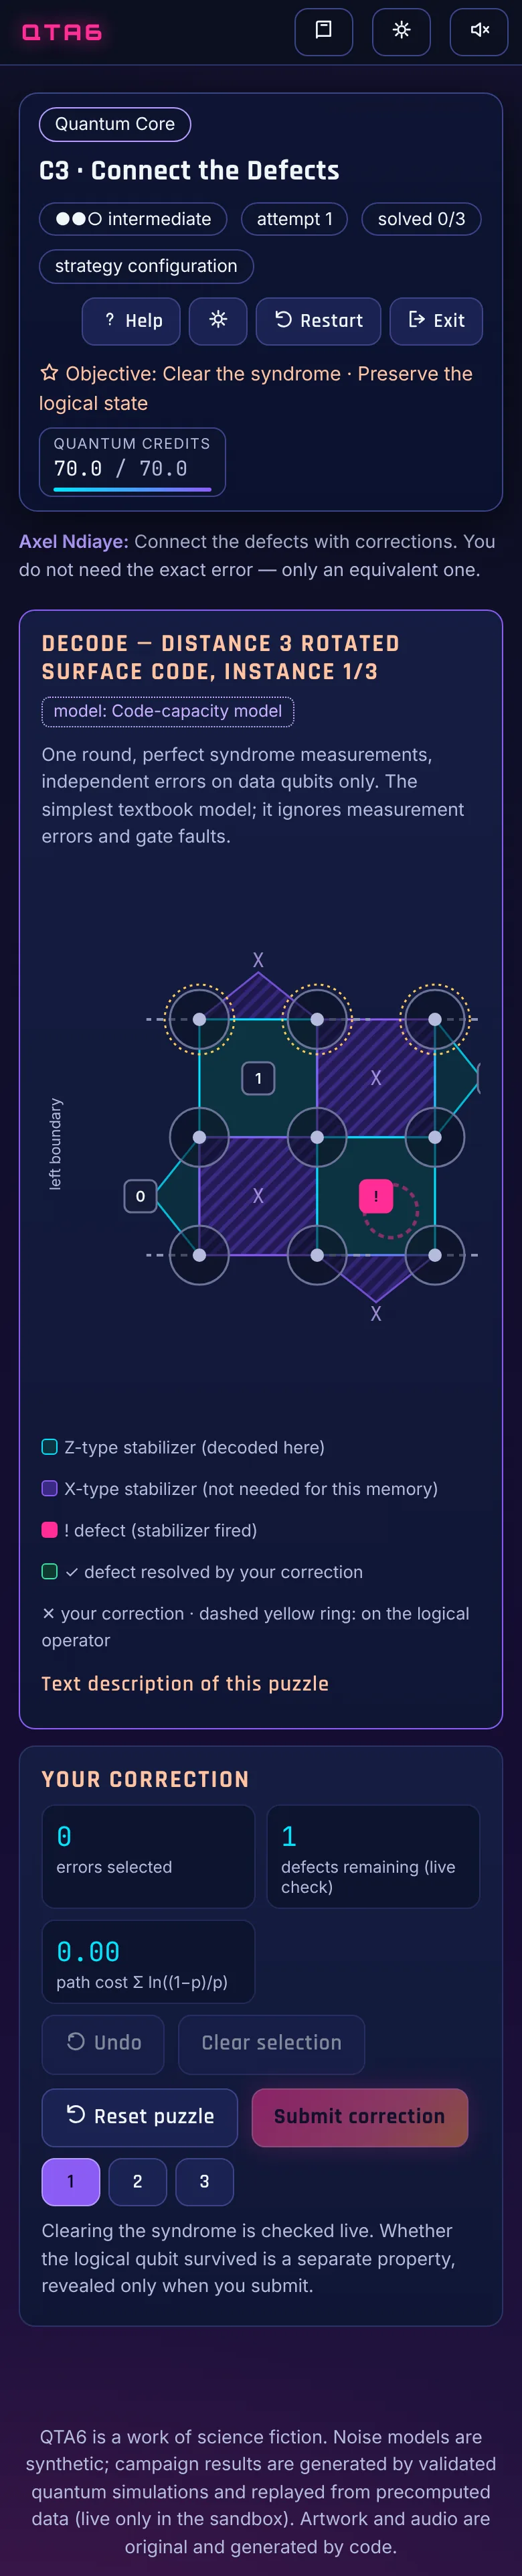 QTA6
Quantum Core
C3 · Connect the Defects
●●○ intermediate
attempt 1
solved 0/3
strategy configuration
? Help
Restart
Exit
Objective: Clear the syndrome · Preserve the
logical state
QUANTUM CREDITS
70.0 / 70.0
Axel Ndiaye: Connect the defects with corrections. You
do not need the exact error — only an equivalent one.
DECODE — DISTANCE 3 ROTATED
SURFACE CODE, INSTANCE 1/3
model: Code-capacity model
One round, perfect syndrome measurements,
independent errors on data qubits only. The
simplest textbook model; it ignores measurement
errors and gate faults.
X
1
X
left boundary
0
X
!
X
Z-type stabilizer (decoded here)
X-type stabilizer (not needed for this memory)
! defect (stabilizer fired)
✓ defect resolved by your correction
✕ your correction · dashed yellow ring: on the logical
operator
Text description of this puzzle
YOUR CORRECTION
0
errors selected
1
defects remaining (live
check)
0.00
path cost Σ ln((1−p)/p)
Undo
Clear selection
Reset puzzle
Submit correction
1
2
3
Clearing the syndrome is checked live. Whether
the logical qubit survived is a separate property,
revealed only when you submit.
QTA6 is a work of science fiction. Noise models are
synthetic; campaign results are generated by validated
quantum simulations and replayed from precomputed
data (live only in the sandbox). Artwork and audio are
original and generated by code.